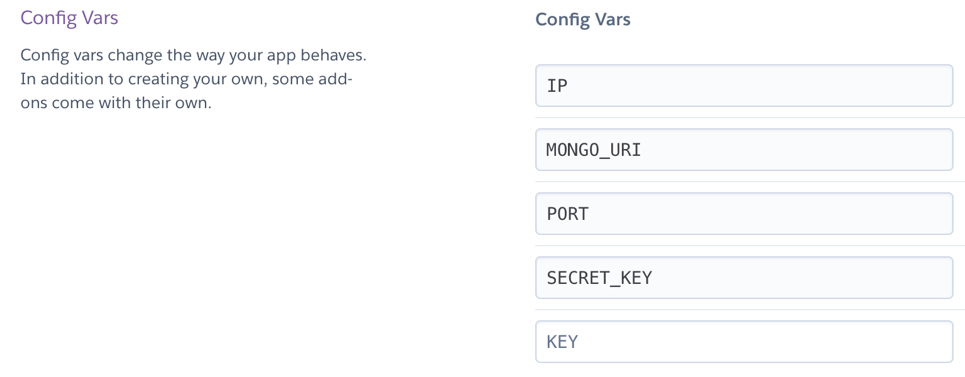 Config Vars
Config vars change the way your app behaves.
In addition to creating your own, some add-
ons come with their own.
Config Vars
IP
MONGO_URI
PORT
SECRET_KEY
KEY